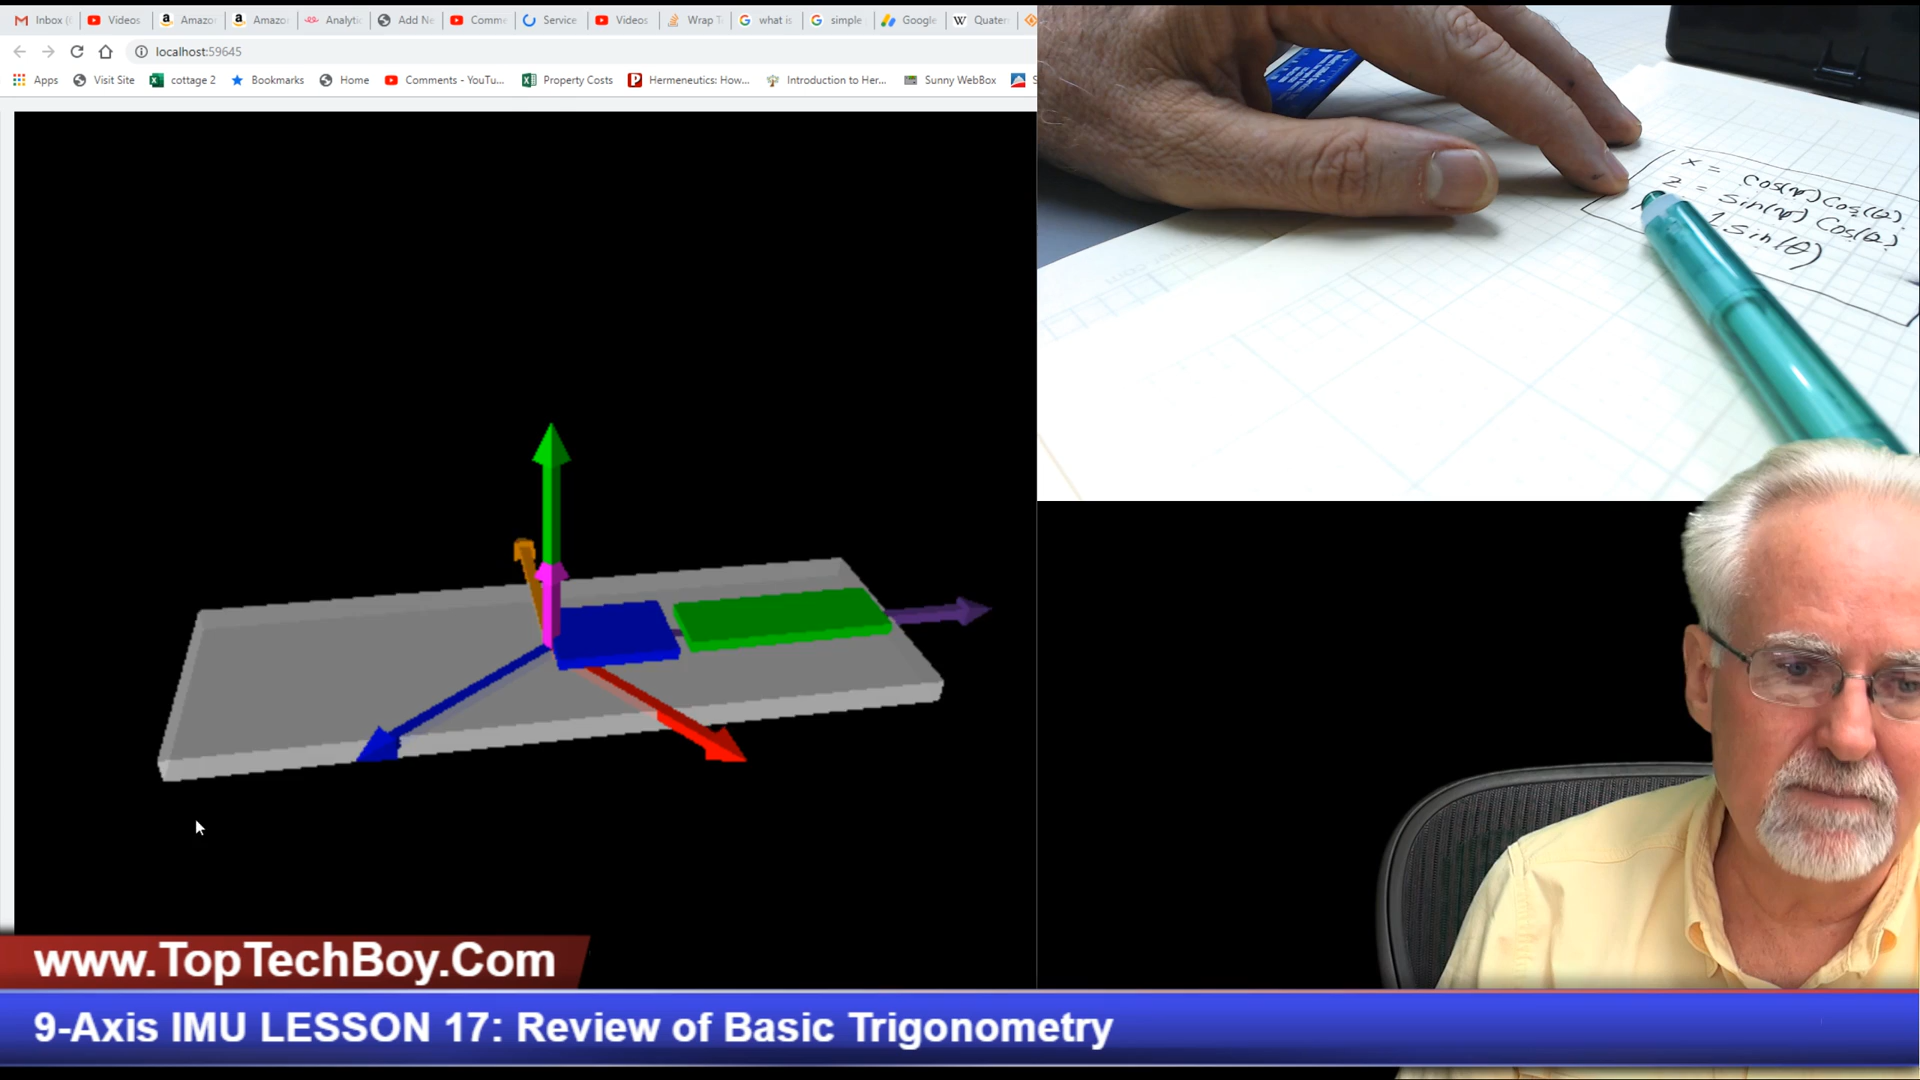 Inbox (
Videos
Amazo
Amazo
Analytic
Add Ne
Comme
Service
Videos
Wrap T
what is
simple
Google
Quater
localhost:59645
Apps
Visit Site
cottage 2
Bookmarks
Home
Comments - YouTu...
Property Costs
Hermeneutics: How...
Introduction to Her...
Sunny WebBox
x = cos(ψ) Cos(θ)
z = sin(ψ) Cos(θ)
sin(θ)
www.TopTechBoy.Com
9-Axis IMU LESSON 17: Review of Basic Trigonometry